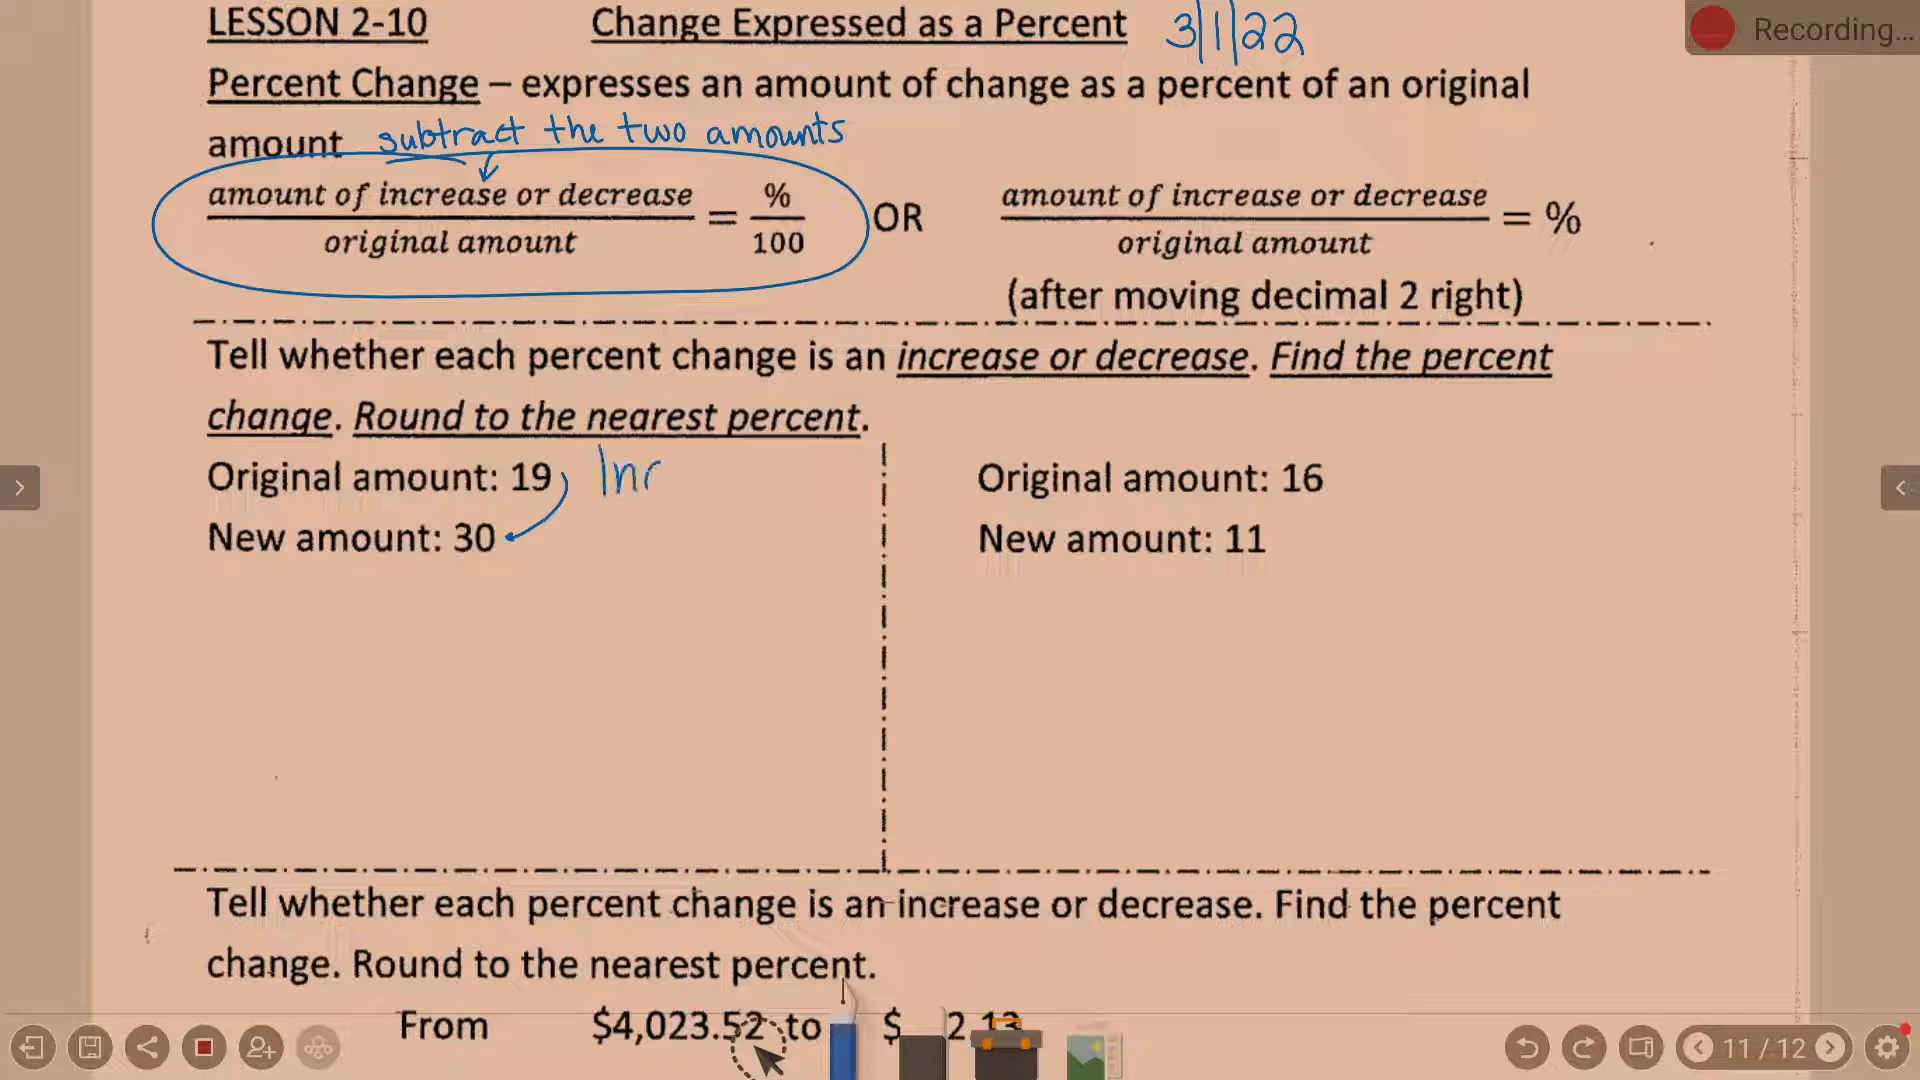 LESSON 2-10 Change Expressed as a Percent 3/1/22
Recording...
Percent Change – expresses an amount of change as a percent of an original
amount subtract the two amounts
amount of increase or decrease / original amount = % / 100 OR amount of increase or decrease / original amount = %
(after moving decimal 2 right)
Tell whether each percent change is an increase or decrease. Find the percent
change. Round to the nearest percent.
Original amount: 19 Inc Original amount: 16
New amount: 30 New amount: 11
Tell whether each percent change is an increase or decrease. Find the percent
change. Round to the nearest percent.
From $4,023.52 to $ 2 13
11 / 12